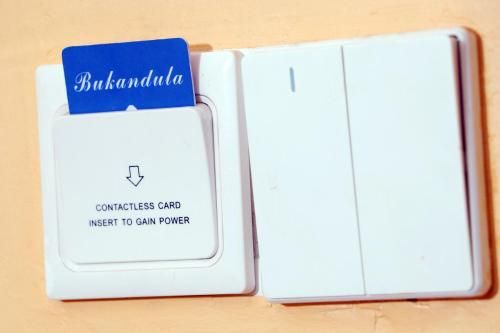 Bukandula
CONTACTLESS CARD
INSERT TO GAIN POWER